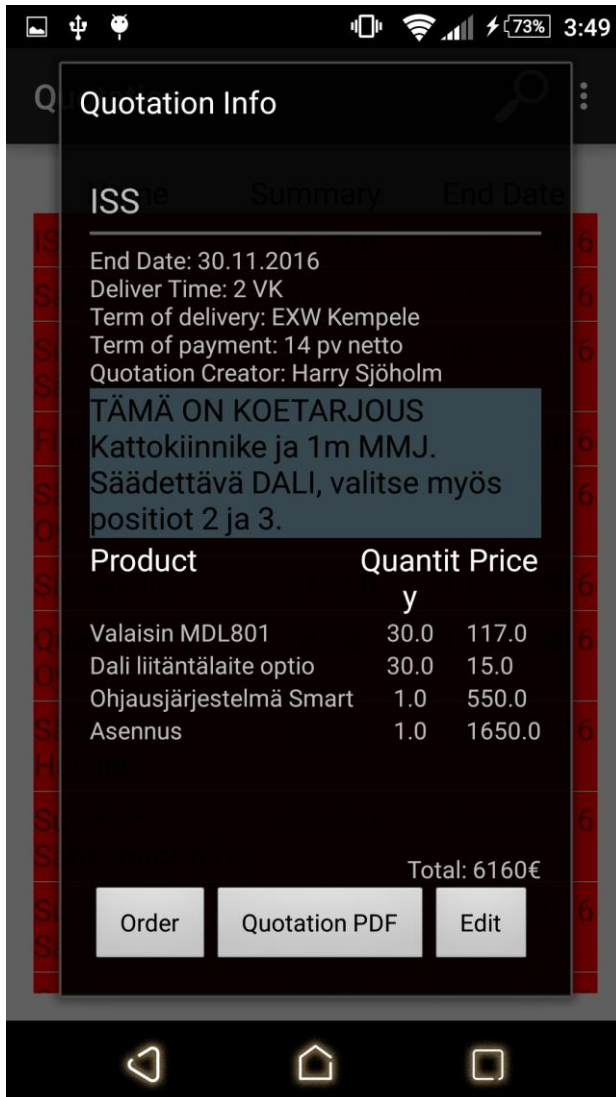 73% 3:49
Quotation Info
Name Summary End Date
ISS
End Date: 30.11.2016
Deliver Time: 2 VK
Term of delivery: EXW Kempele
Term of payment: 14 pv netto
Quotation Creator: Harry Sjöholm
TÄMÄ ON KOETARJOUS
Kattokiinnike ja 1m MMJ.
Säädettävä DALI, valitse myös
positiot 2 ja 3.
Product Quantit Price
y
Valaisin MDL801 30.0 117.0
Dali liitäntälaite optio 30.0 15.0
Ohjausjärjestelmä Smart 1.0 550.0
Asennus 1.0 1650.0
Total: 6160€
Order Quotation PDF Edit